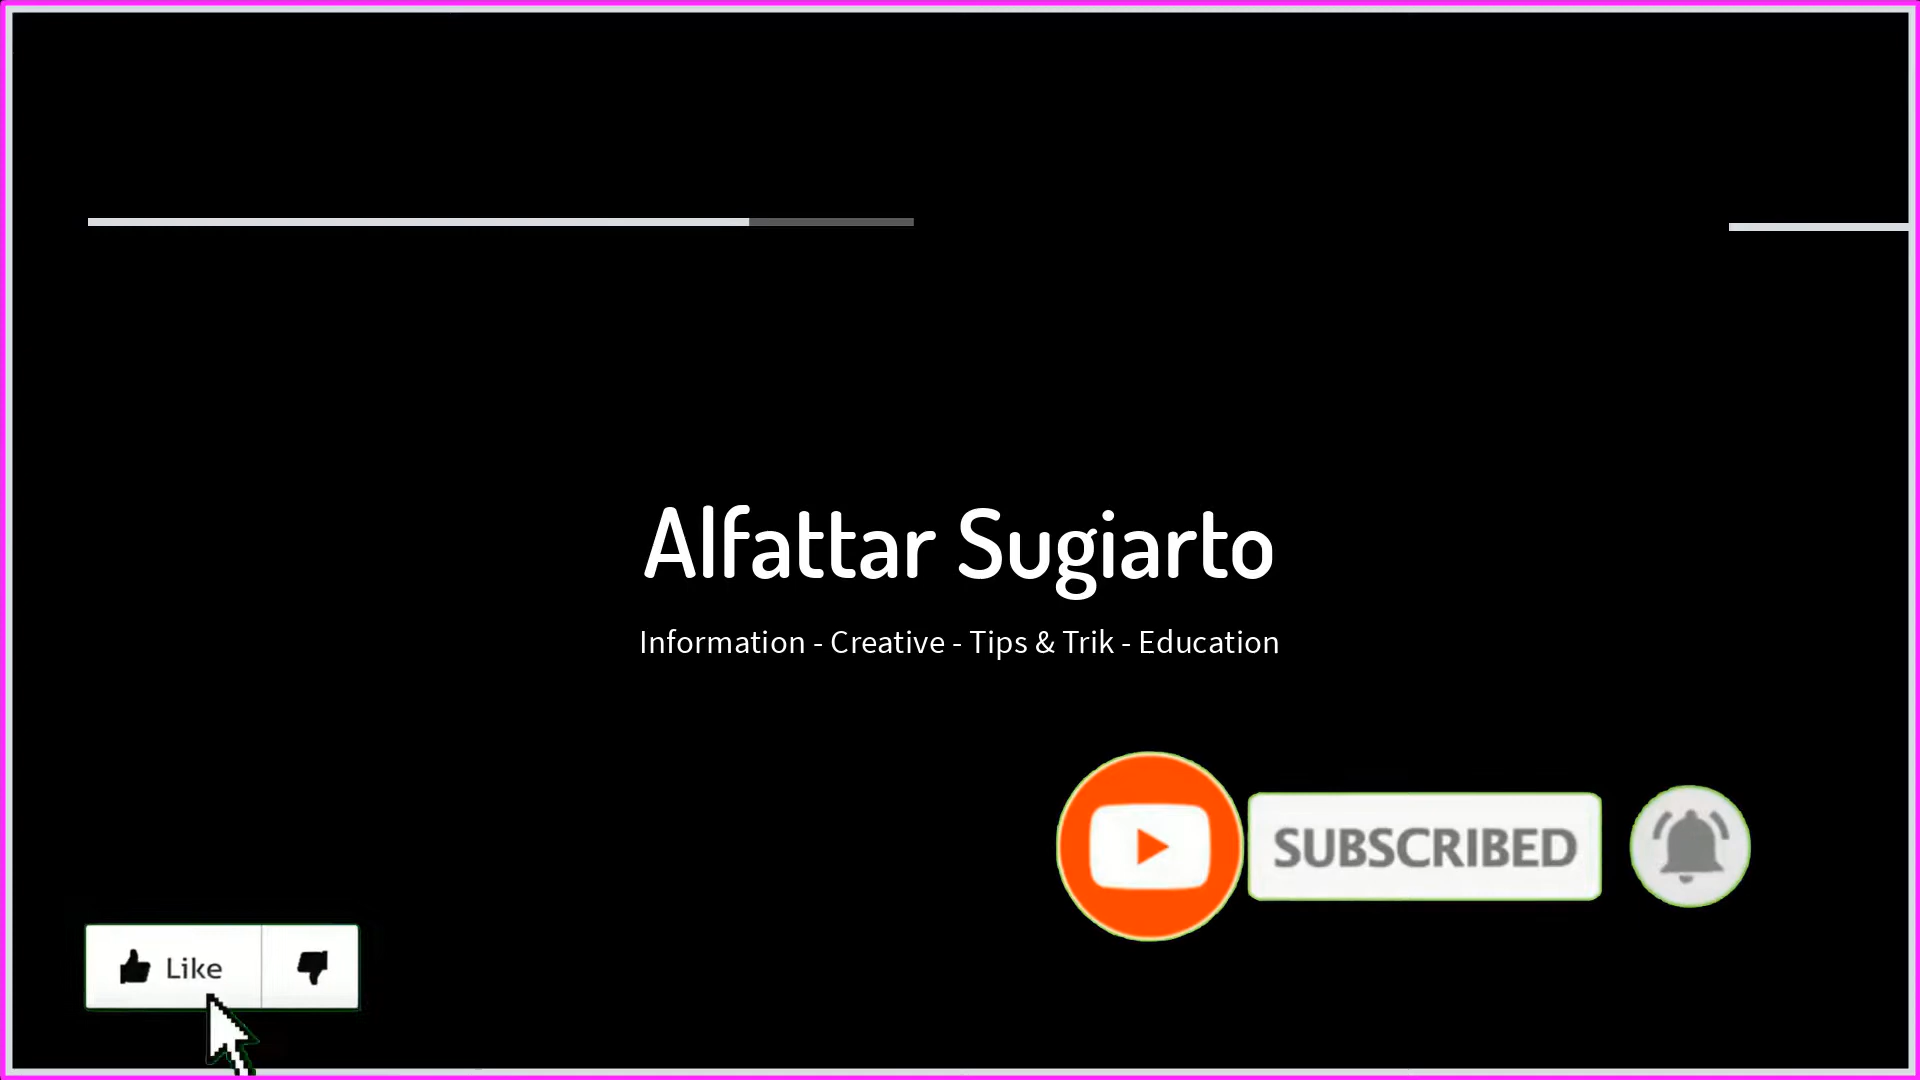 Alfattar Sugiarto
Information - Creative - Tips & Trik - Education
SUBSCRIBED
Like